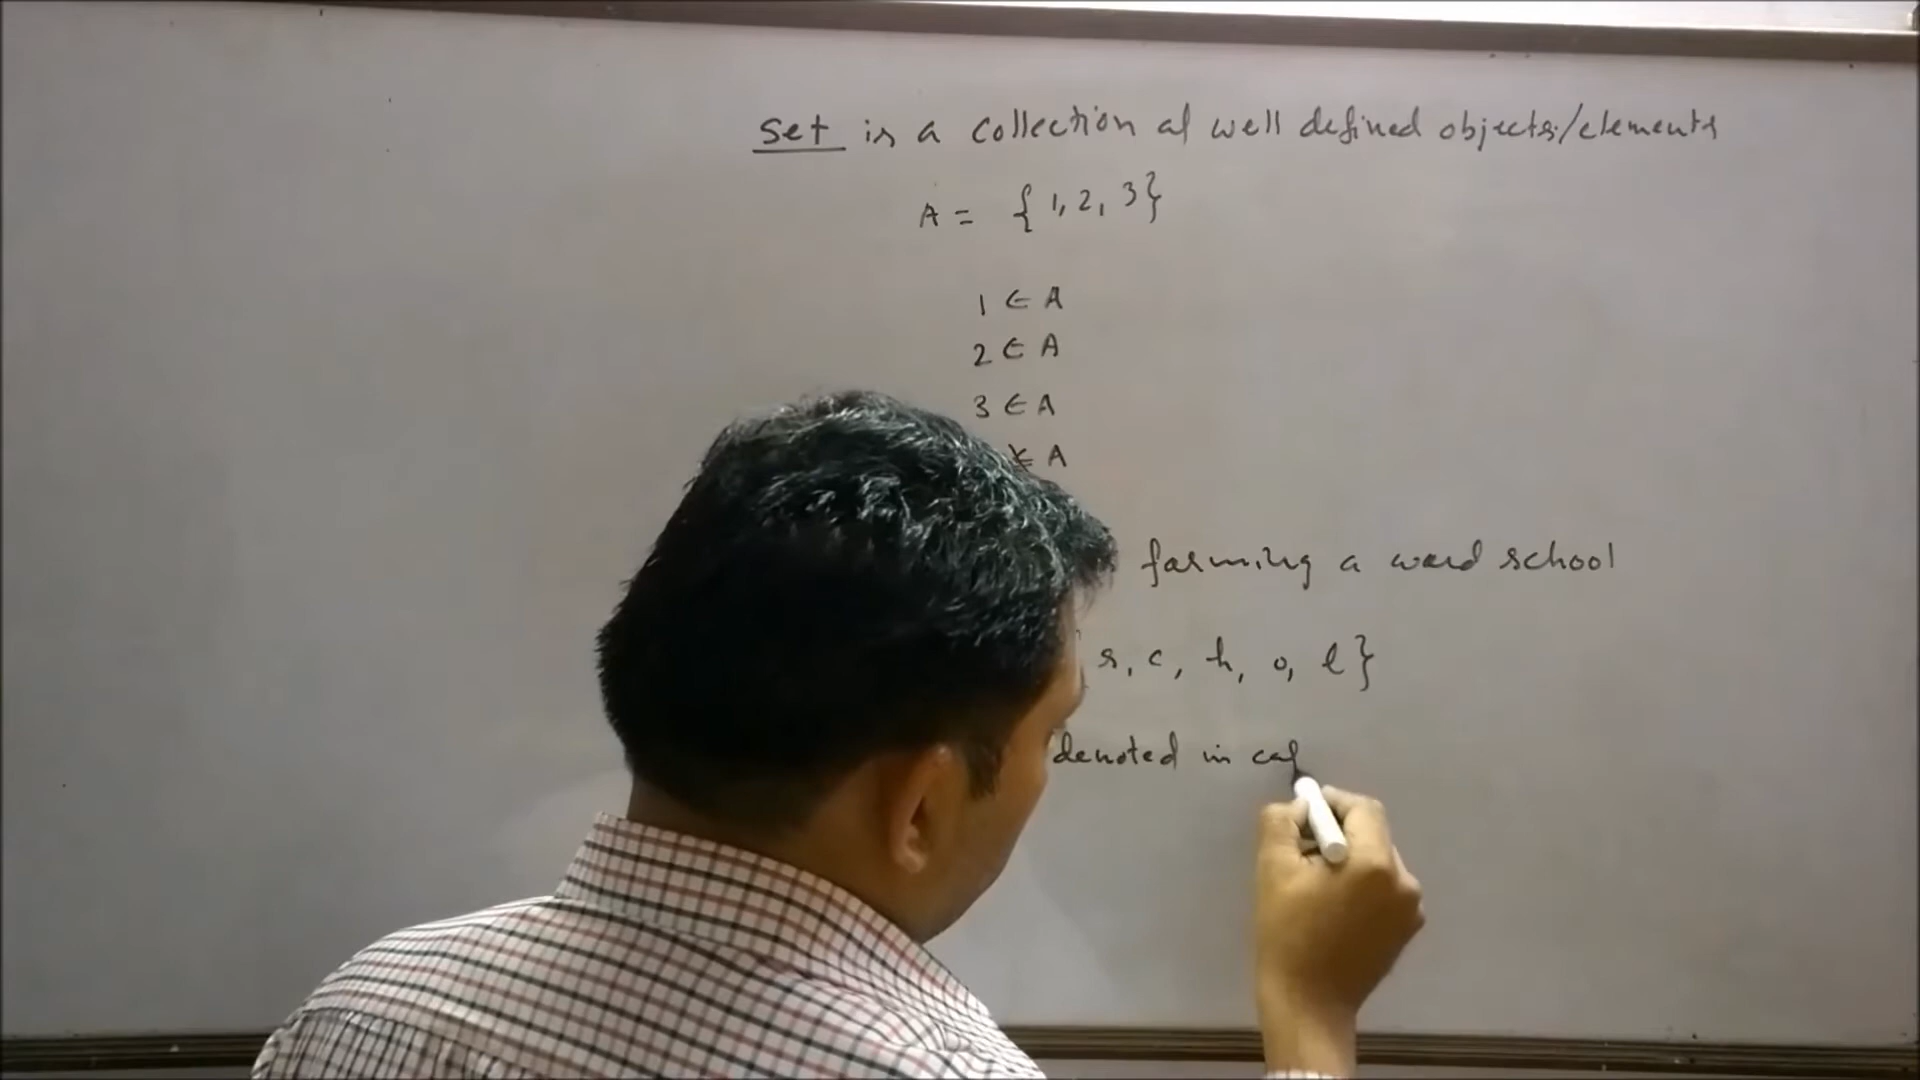 set is a collection of well defined objects/elements
A = { 1, 2, 3}
1 ∈ A
2 ∈ A
3 ∈ A
∉ A
forming a word school
s, c, h, o, l}
denoted in cap